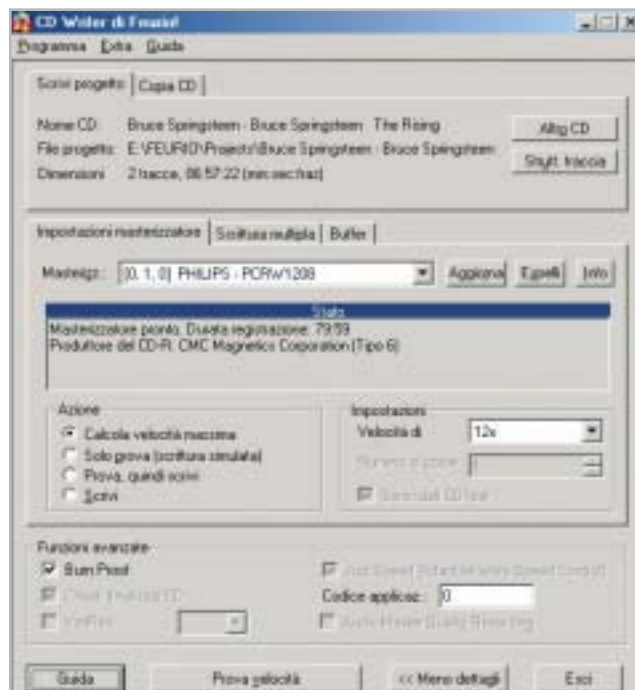 CD Writer di Feurio!
Programma Extra Guida
Scrivi progetto Copia CD
Nome CD: Bruce Springsteen - Bruce Springsteen The Rising
File progetto: E:\FEURIO\Projects\Bruce Springsteen - Bruce Springsteen
Dimensioni 2 tracce, 06:57:22 (min:sec:fraz)
Altro CD
Strutt. traccia
Impostazioni masterizzatore Scrittura multipla Buffer
Masterizz.: [0, 1, 0] PHILIPS - PCRW1208 Aggiorna Espelli Info
Stato
Masterizzatore pronto. Durata registrazione: 79:59
Produttore del CD-R: CMC Magnetics Corporation (Tipo 6)
Azione
Calcola velocità massima
Solo prova (scrittura simulata)
Prova, quindi scrivi
Scrivi
Impostazioni
Velocità di 12x
Funzioni avanzate
Burn Proof
Codice applicaz.: 0
Guida Prova velocità << Meno dettagli Esci